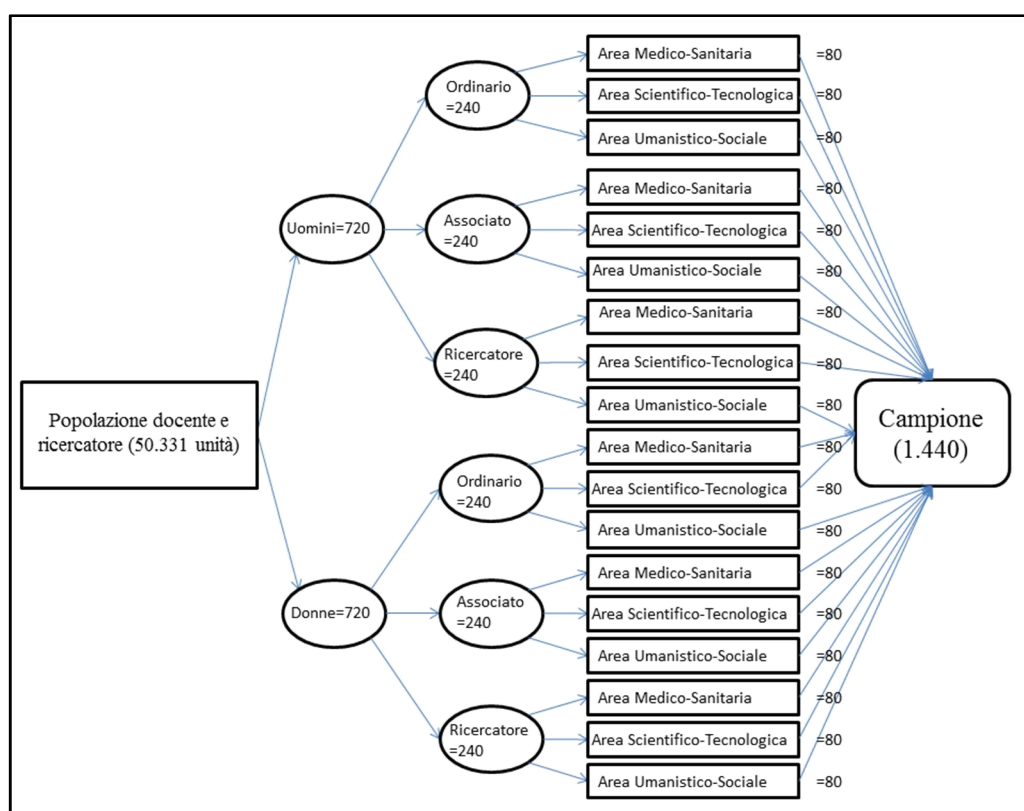 Popolazione docente e
ricercatore (50.331 unità)
Uomini=720
Ordinario
=240
Area Medico-Sanitaria =80
Area Scientifico-Tecnologica =80
Area Umanistico-Sociale =80
Associato
=240
Area Medico-Sanitaria =80
Area Scientifico-Tecnologica =80
Area Umanistico-Sociale =80
Ricercatore
=240
Area Medico-Sanitaria =80
Area Scientifico-Tecnologica =80
Area Umanistico-Sociale =80
Donne=720
Ordinario
=240
Area Medico-Sanitaria =80
Area Scientifico-Tecnologica =80
Area Umanistico-Sociale =80
Associato
=240
Area Medico-Sanitaria =80
Area Scientifico-Tecnologica =80
Area Umanistico-Sociale =80
Ricercatore
=240
Area Medico-Sanitaria =80
Area Scientifico-Tecnologica =80
Area Umanistico-Sociale =80
Campione
(1.440)